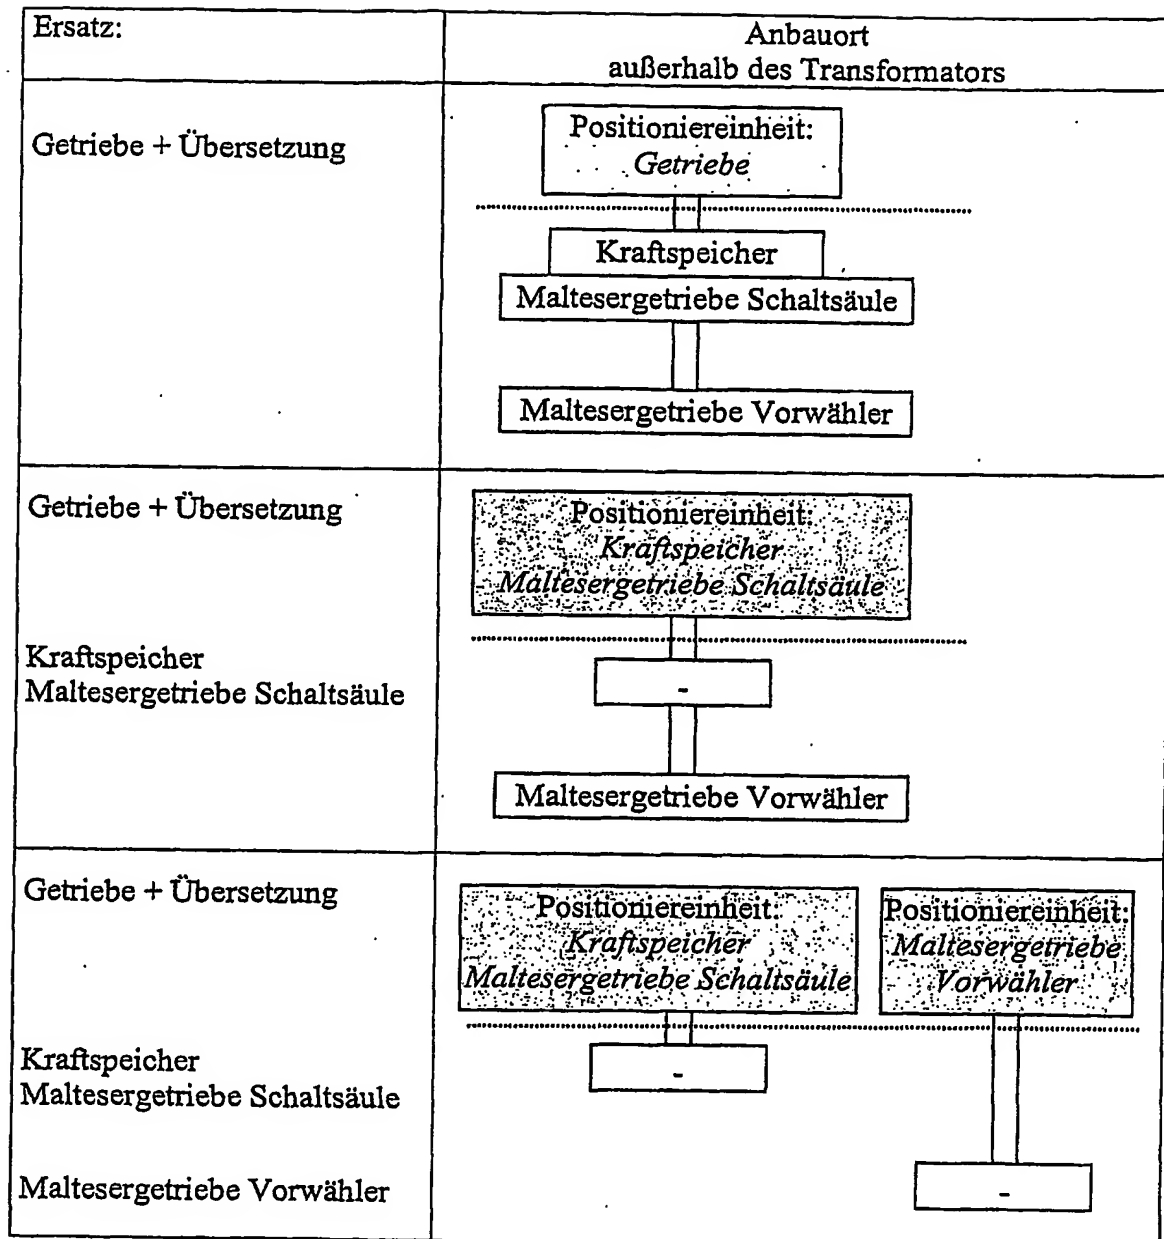 Ersatz:
Anbauort
außerhalb des Transformators
Getriebe + Übersetzung
Positioniereinheit:
Getriebe
Kraftspeicher
Maltesergetriebe Schaltsäule
Maltesergetriebe Vorwähler
Getriebe + Übersetzung
Kraftspeicher
Maltesergetriebe Schaltsäule
Positioniereinheit:
Kraftspeicher
Maltesergetriebe Schaltsäule
-
Maltesergetriebe Vorwähler
Getriebe + Übersetzung
Kraftspeicher
Maltesergetriebe Schaltsäule
Maltesergetriebe Vorwähler
Positioniereinheit:
Kraftspeicher
Maltesergetriebe Schaltsäule
-
Positioniereinheit:
Maltesergetriebe
Vorwähler
-